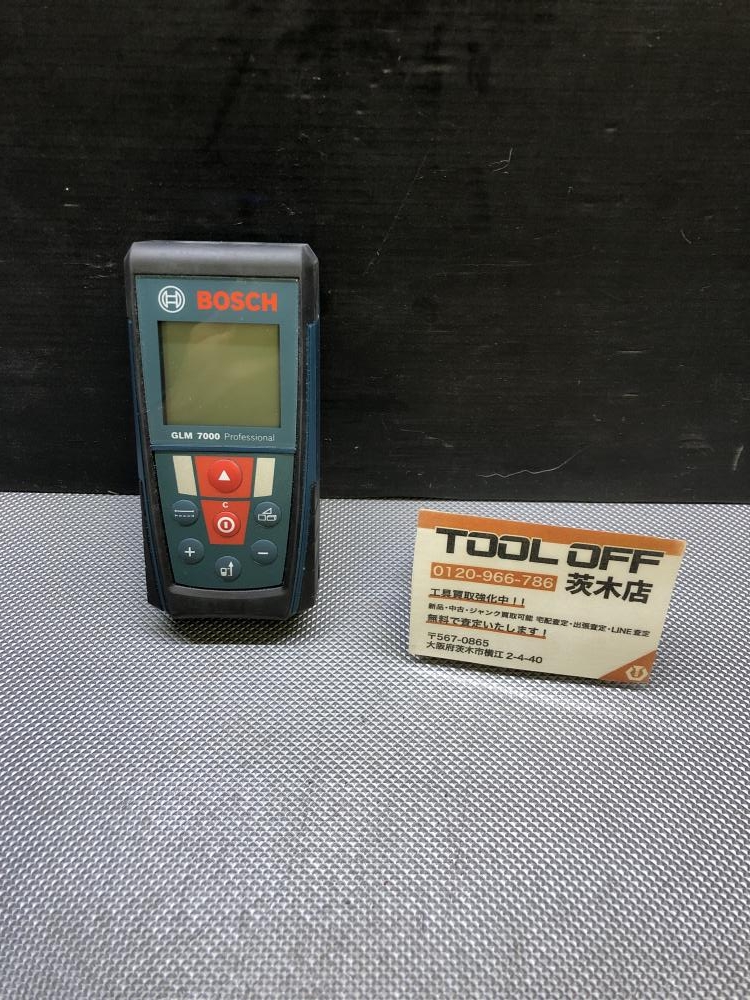 BOSCH
GLM 7000 Professional
C
TOOL OFF
0120-966-786 茨木店
工具買取強化中!!
新品・中古・ジャンク買取可能 宅配査定・出張査定・LINE査定
無料で査定いたします!
〒567-0865
大阪府茨木市横江 2-4-40